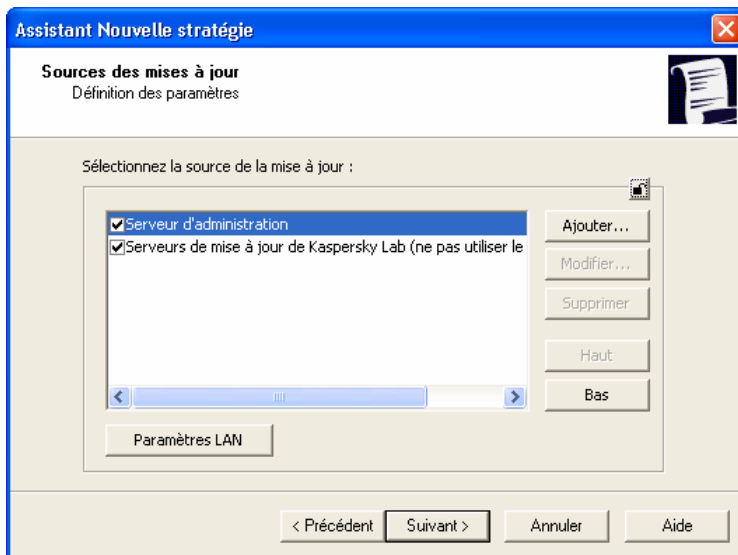 Assistant Nouvelle stratégie
Sources des mises à jour
Définition des paramètres
Sélectionnez la source de la mise à jour :
Serveur d'administration
Serveurs de mise à jour de Kaspersky Lab (ne pas utiliser le
Ajouter...
Modifier...
Supprimer
Haut
Bas
Paramètres LAN
< Précédent
Suivant >
Annuler
Aide